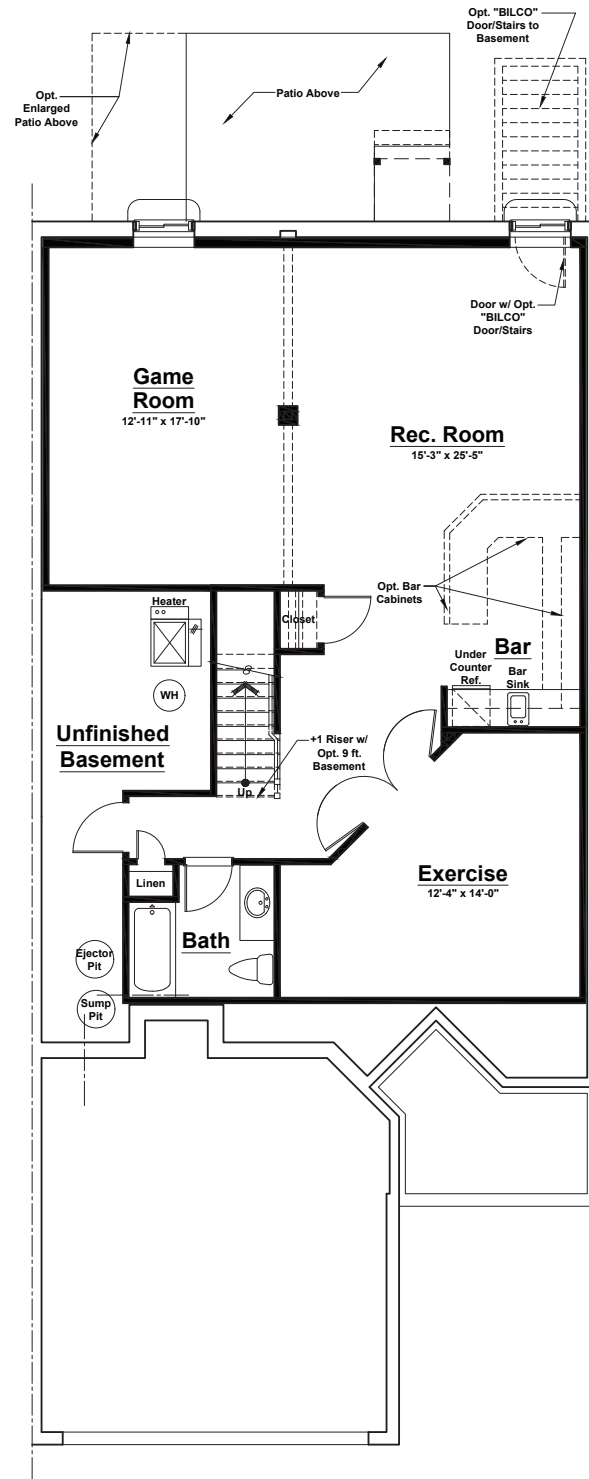 Opt. "BILCO"
Door/Stairs to
Basement
Opt.
Enlarged
Patio Above
Patio Above
Door w/ Opt.
"BILCO"
Door/Stairs
Game
Room
12'-11" x 17'-10"
Rec. Room
15'-3" x 25'-5"
Opt. Bar
Cabinets
Heater
Closet
Bar
Under
Counter
Ref.
Bar
Sink
WH
Unfinished
Basement
+1 Riser w/
Opt. 9 ft.
Basement
Up
Exercise
12'-4" x 14'-0"
Linen
Bath
Ejector
Pit
Sump
Pit